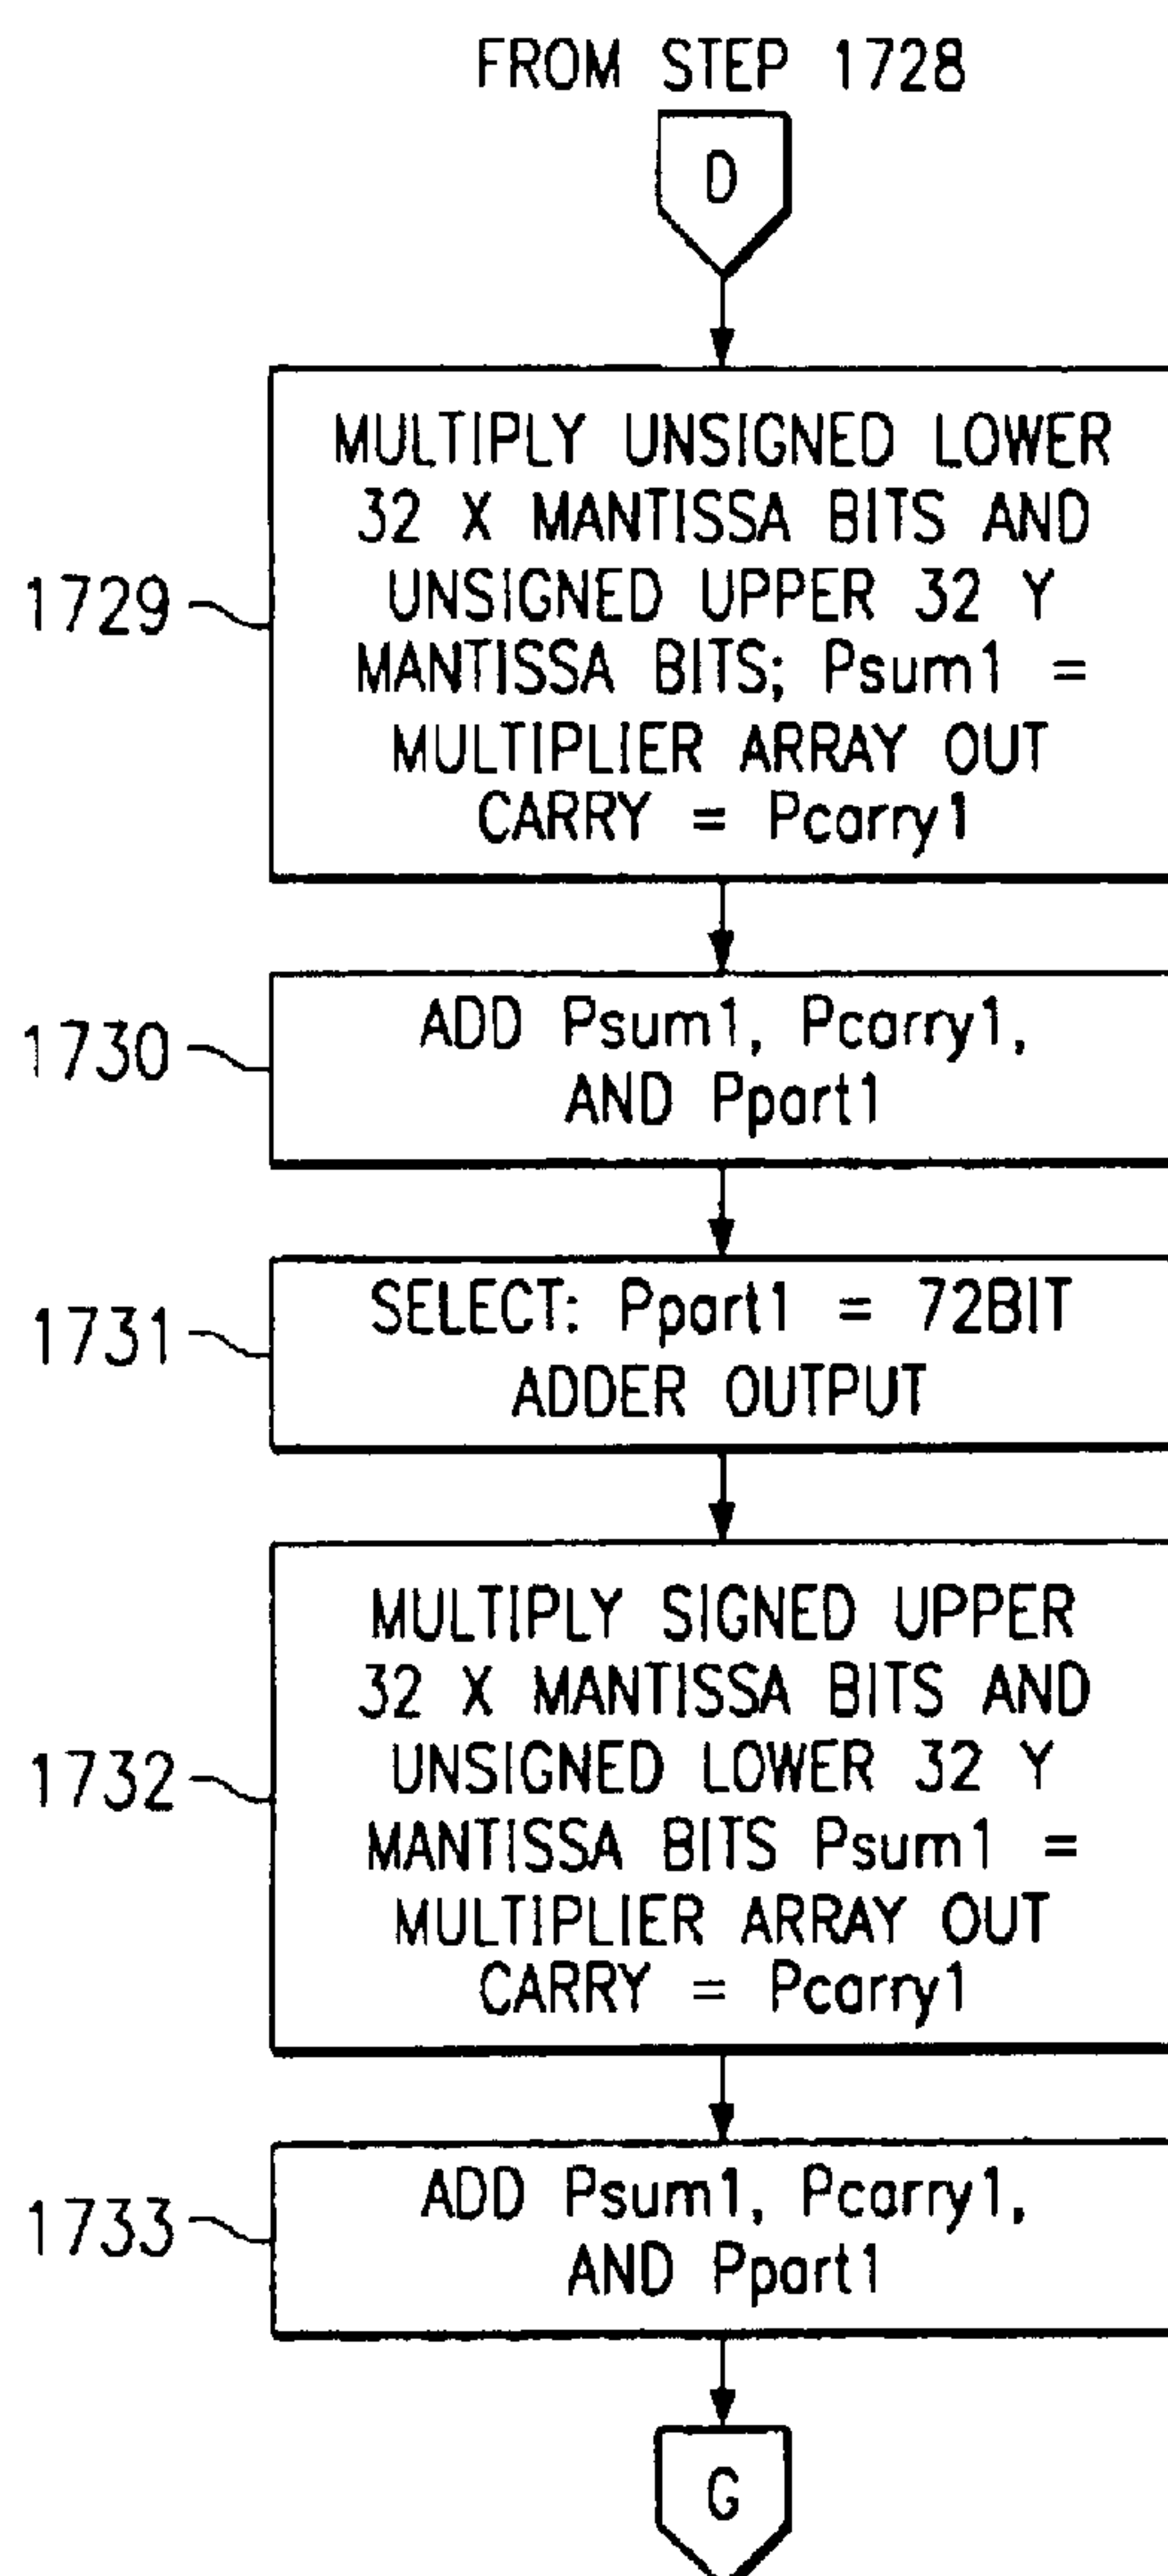 FROM STEP 1728
D
1729
MULTIPLY UNSIGNED LOWER
32 X MANTISSA BITS AND
UNSIGNED UPPER 32 Y
MANTISSA BITS; Psum1 =
MULTIPLIER ARRAY OUT
CARRY = Pcarry1
1730
ADD Psum1, Pcarry1,
AND Ppart1
1731
SELECT: Ppart1 = 72BIT
ADDER OUTPUT
1732
MULTIPLY SIGNED UPPER
32 X MANTISSA BITS AND
UNSIGNED LOWER 32 Y
MANTISSA BITS Psum1 =
MULTIPLIER ARRAY OUT
CARRY = Pcarry1
1733
ADD Psum1, Pcarry1,
AND Ppart1
G